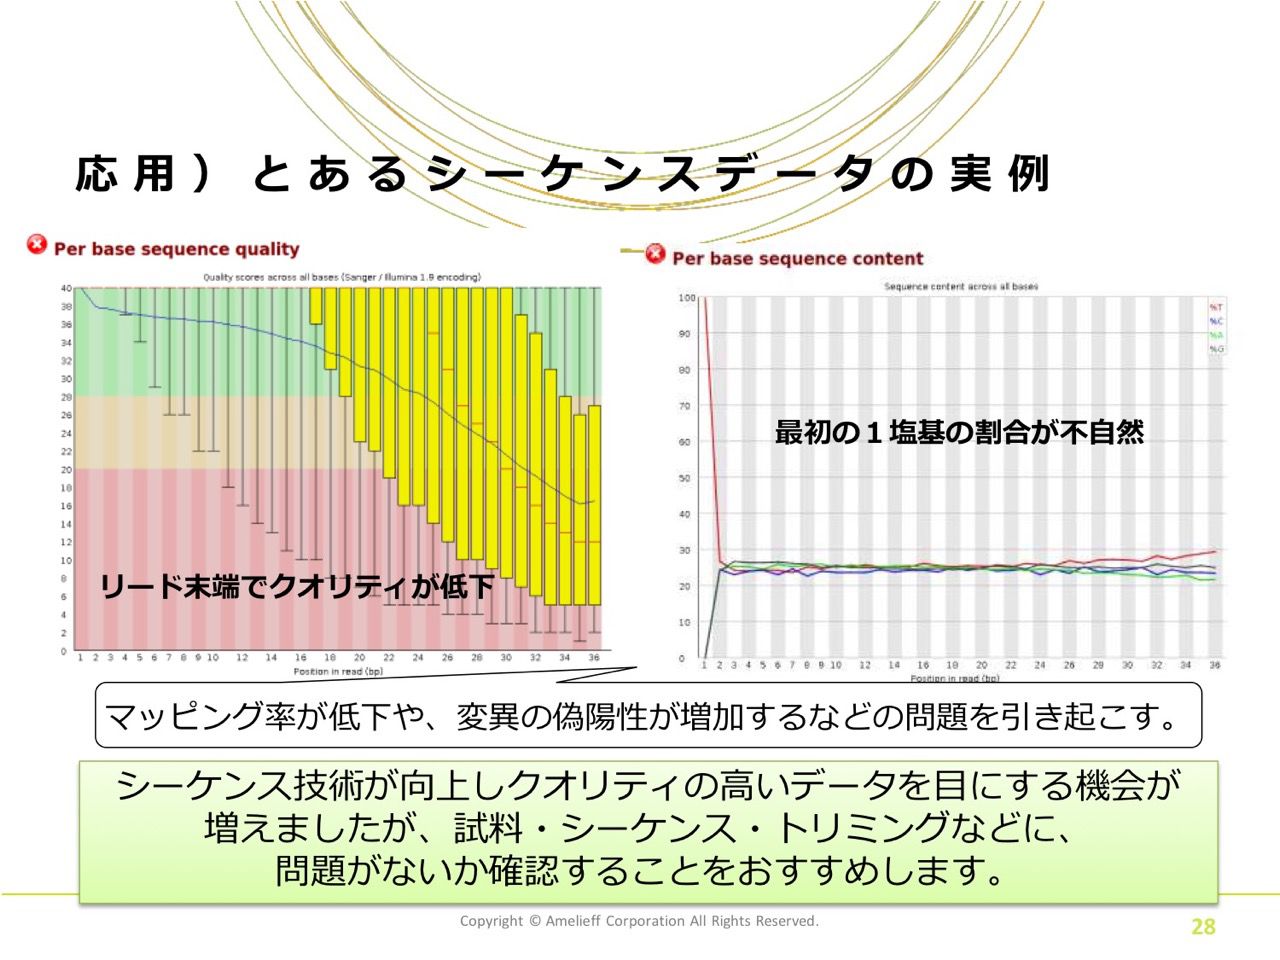 応用）とあるシーケンスデータの実例
Per base sequence quality
Quality scores across all bases (Sanger / Illumina 1.9 encoding)
40
38
36
34
32
30
28
26
24
22
20
18
16
14
12
10
8
6
4
2
0
リード末端でクオリティが低下
1 2 3 4 5 6 7 8 9 10 12 14 16 18 20 22 24 26 28 30 32 34 36
Position in read (bp)
Per base sequence content
Sequence content across all bases
%T
%C
%A
%G
100
90
80
70
60
50
40
30
20
10
0
最初の１塩基の割合が不自然
1 2 3 4 5 6 7 8 9 10 12 14 16 18 20 22 24 26 28 30 32 34 36
Position in read (bp)
マッピング率が低下や、変異の偽陽性が増加するなどの問題を引き起こす。
シーケンス技術が向上しクオリティの高いデータを目にする機会が
増えましたが、試料・シーケンス・トリミングなどに、
問題がないか確認することをおすすめします。
Copyright © Amelieff Corporation All Rights Reserved.
28